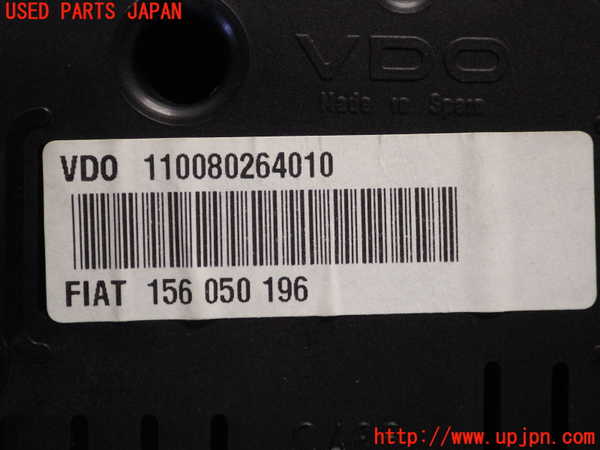 USED PARTS JAPAN
VDO
Made in Spain
VDO 110080264010
FIAT 156 050 196
http://www.upjpn.com/